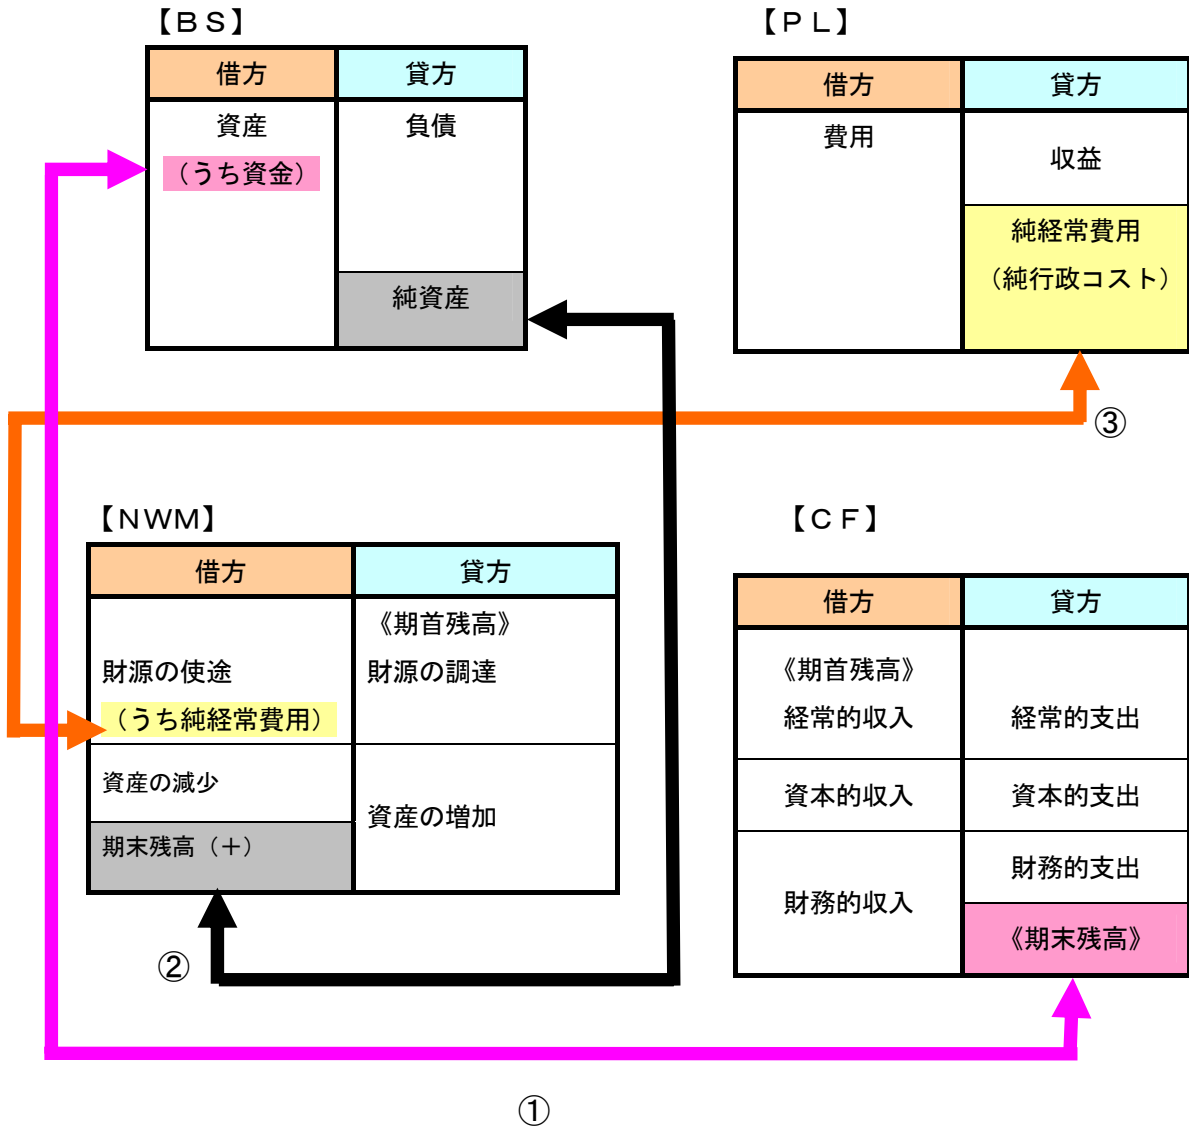 【ＢＳ】
借方 貸方
資産 負債
（うち資金）
純資産
【ＰＬ】
借方 貸方
費用
収益
純経常費用
（純行政コスト）
③
【ＮＷＭ】
借方 貸方
《期首残高》
財源の使途 財源の調達
（うち純経常費用）
資産の減少
資産の増加
期末残高（＋）
②
【ＣＦ】
借方 貸方
《期首残高》
経常的収入 経常的支出
資本的収入 資本的支出
財務的支出
財務的収入
《期末残高》
①